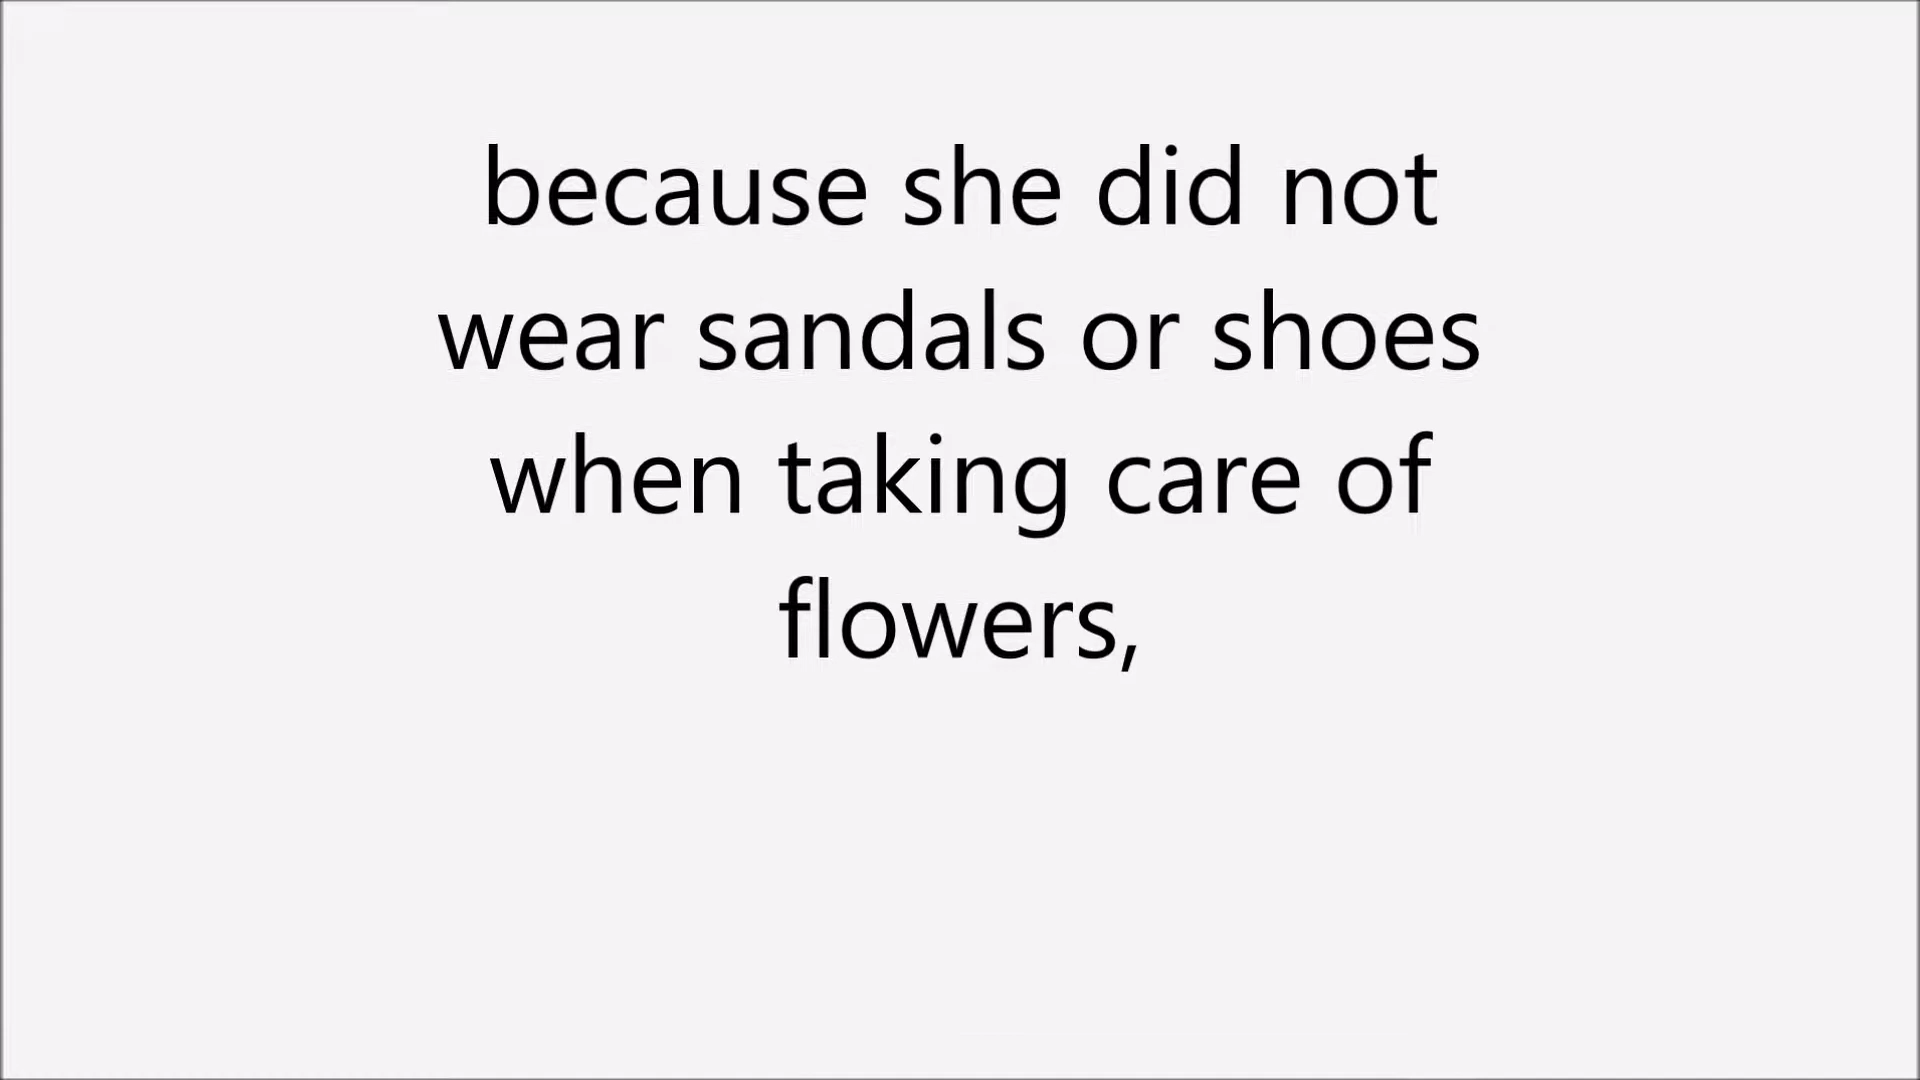 because she did not
wear sandals or shoes
when taking care of
flowers,